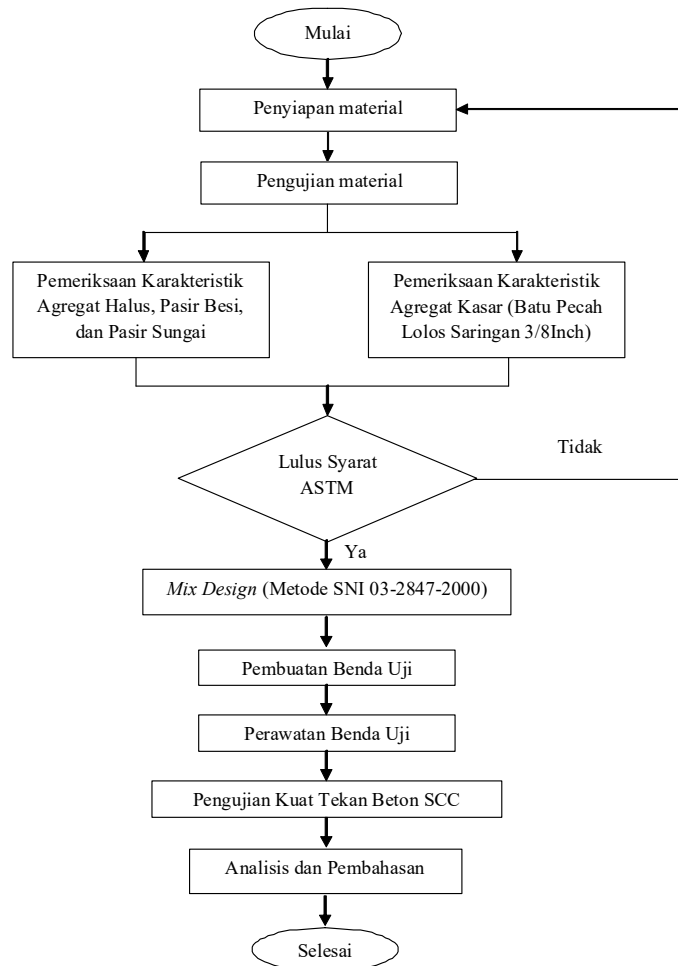 Mulai
Penyiapan material
Pengujian material
Pemeriksaan Karakteristik
Agregat Halus, Pasir Besi,
dan Pasir Sungai
Pemeriksaan Karakteristik
Agregat Kasar (Batu Pecah
Lolos Saringan 3/8Inch)
Lulus Syarat
ASTM
Tidak
Ya
Mix Design (Metode SNI 03-2847-2000)
Pembuatan Benda Uji
Perawatan Benda Uji
Pengujian Kuat Tekan Beton SCC
Analisis dan Pembahasan
Selesai